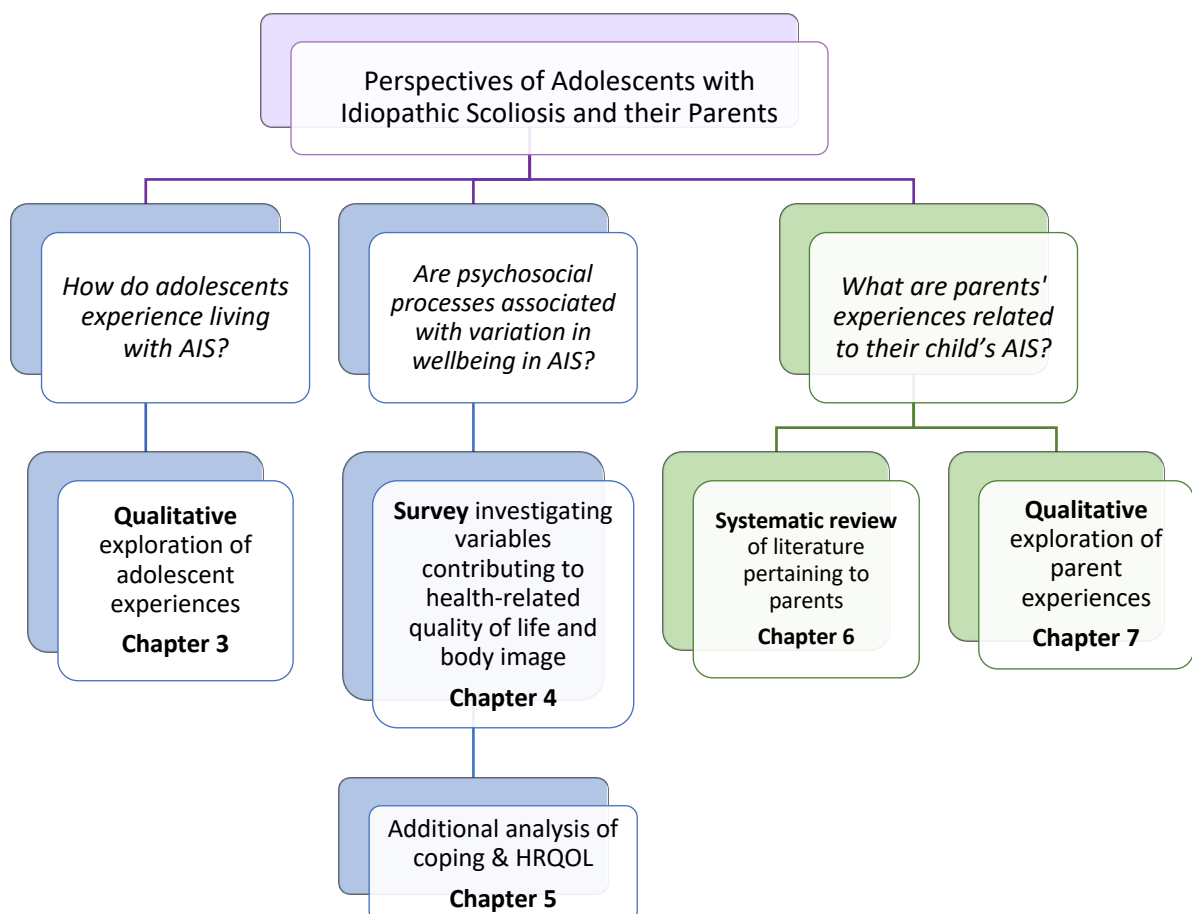 Perspectives of Adolescents with
Idiopathic Scoliosis and their Parents
How do adolescents
experience living
with AIS?
Are psychosocial
processes associated
with variation in
wellbeing in AIS?
What are parents'
experiences related
to their child’s AIS?
Qualitative
exploration of
adolescent
experiences
Chapter 3
Survey investigating
variables
contributing to
health-related
quality of life and
body image
Chapter 4
Systematic review
of literature
pertaining to
parents
Chapter 6
Qualitative
exploration of
parent
experiences
Chapter 7
Additional analysis of
coping & HRQOL
Chapter 5